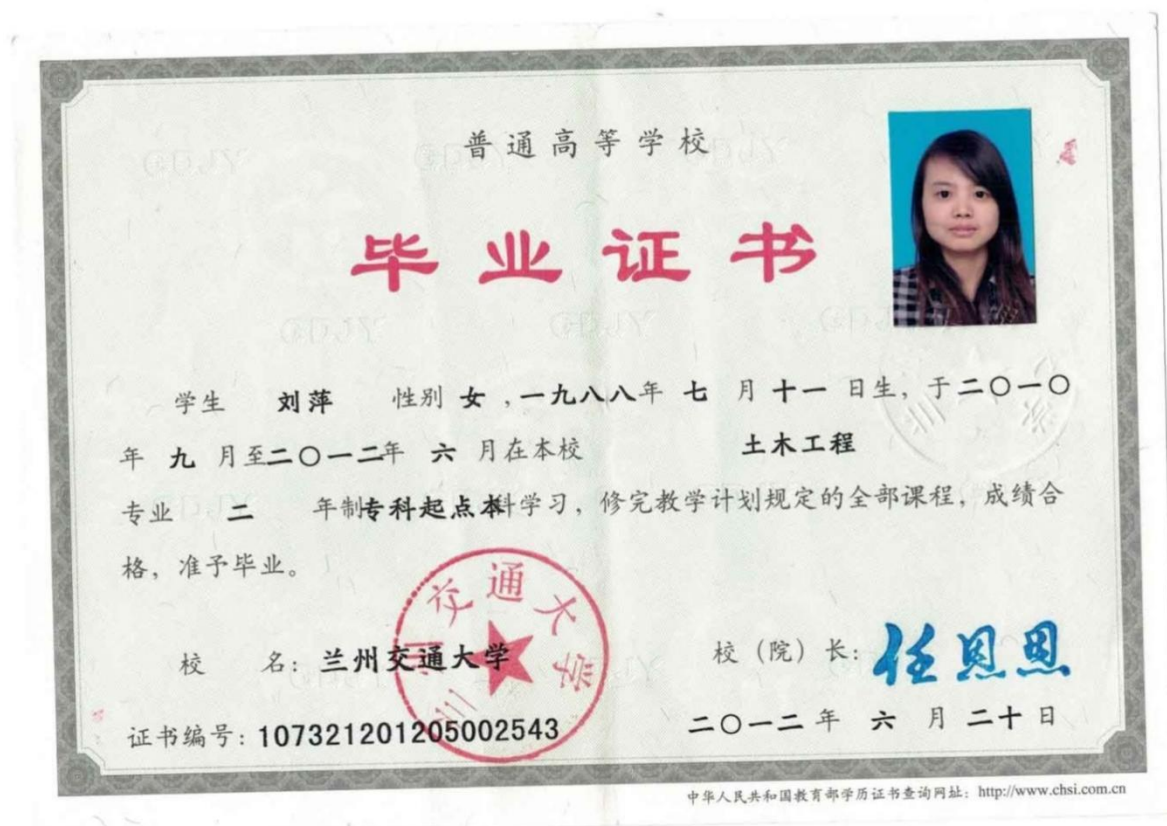 普通高等学校
毕业证书
学生 刘萍 性别 女，一九八八年 七 月 十一 日生，于二〇一〇
年 九 月至二〇一二年 六 月在本校 土木工程
专业 二 年制专科起点本科学习，修完教学计划规定的全部课程，成绩合
格，准予毕业。
兰州交通大学
校 名：兰州交通大学 校（院）长：任恩恩
证书编号：107321201205002543 二〇一二 年 六 月 二十 日
中华人民共和国教育部学历证书查询网址：http://www.chsi.com.cn